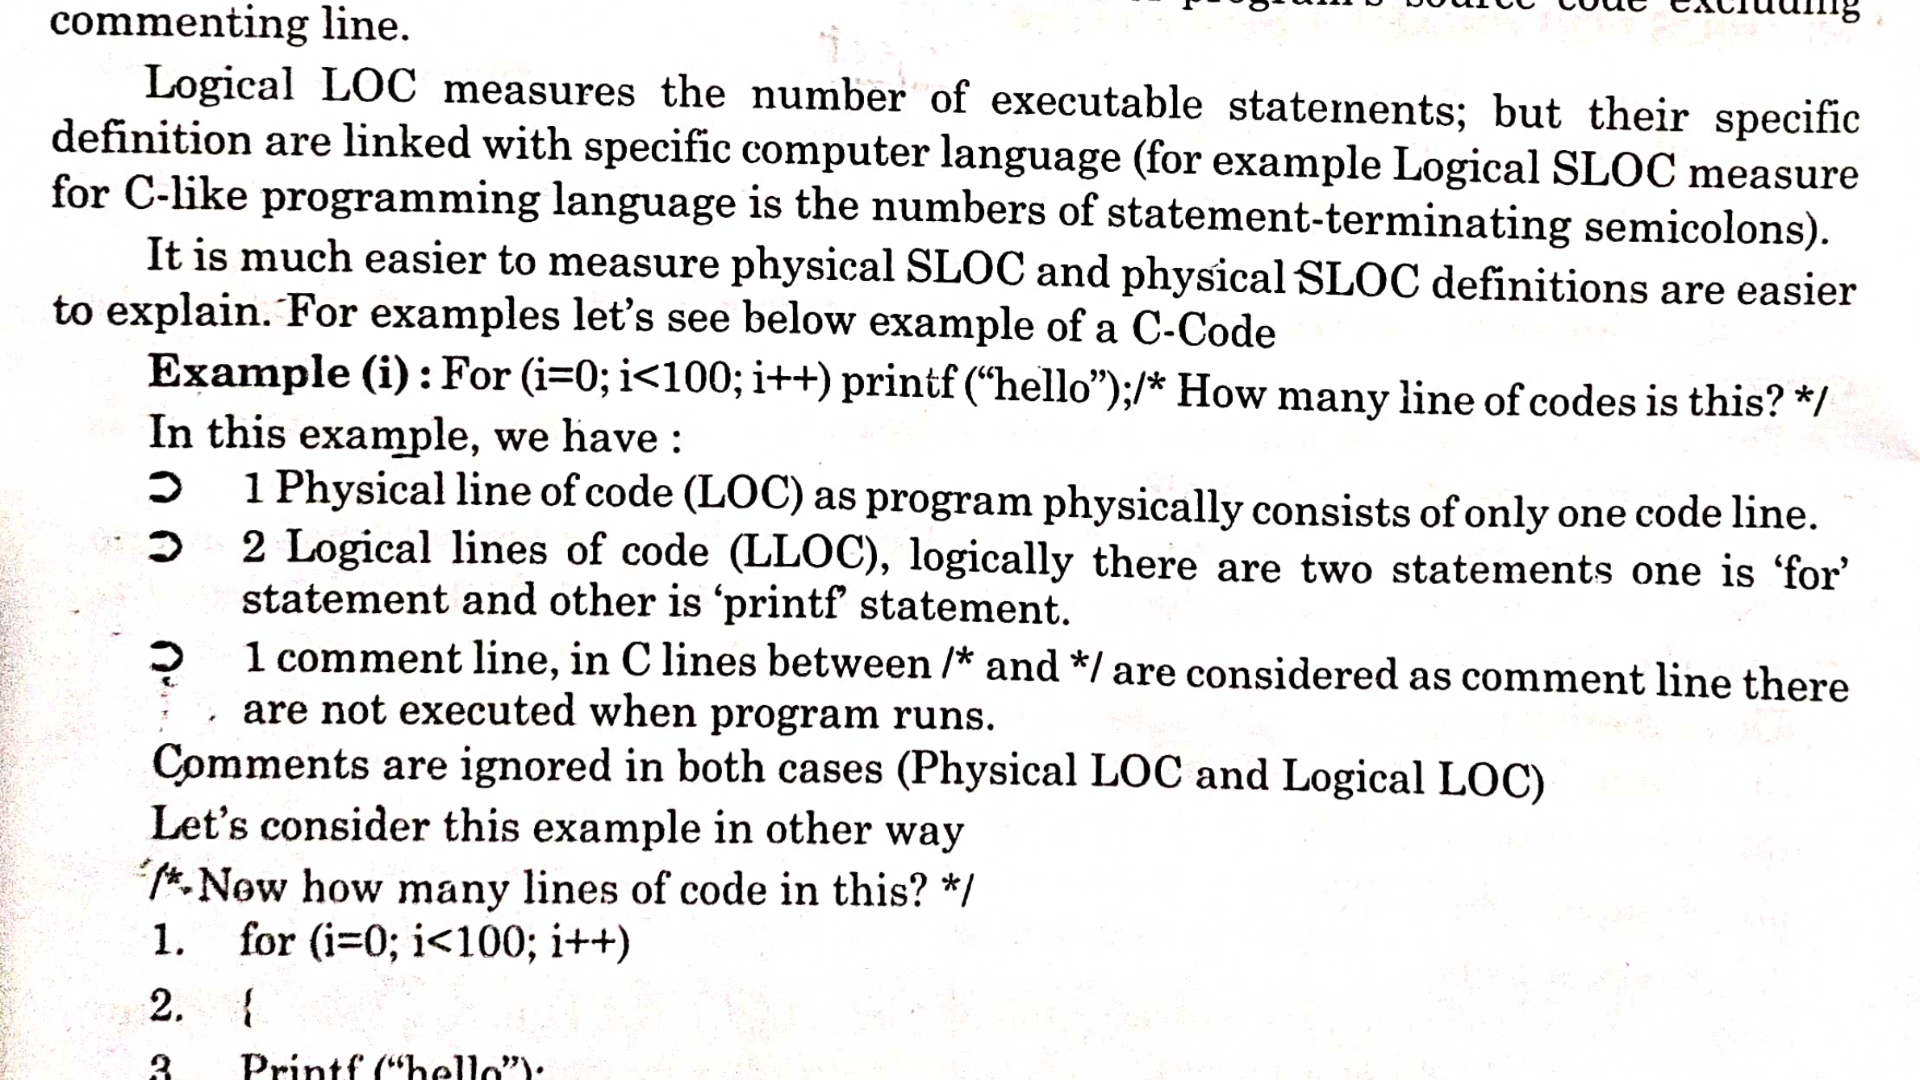 program's source code excluding
commenting line.
Logical LOC measures the number of executable statements; but their specific
definition are linked with specific computer language (for example Logical SLOC measure
for C-like programming language is the numbers of statement-terminating semicolons).
It is much easier to measure physical SLOC and physical SLOC definitions are easier
to explain. For examples let's see below example of a C-Code
Example (i) : For (i=0; i<100; i++) printf (“hello”);/* How many line of codes is this? */
In this example, we have :
⊃ 1 Physical line of code (LOC) as program physically consists of only one code line.
⊃ 2 Logical lines of code (LLOC), logically there are two statements one is ‘for’
statement and other is ‘printf’ statement.
⊃ 1 comment line, in C lines between /* and */ are considered as comment line there
are not executed when program runs.
Comments are ignored in both cases (Physical LOC and Logical LOC)
Let's consider this example in other way
/* Now how many lines of code in this? */
1. for (i=0; i<100; i++)
2. {
3. Printf (“hello”);